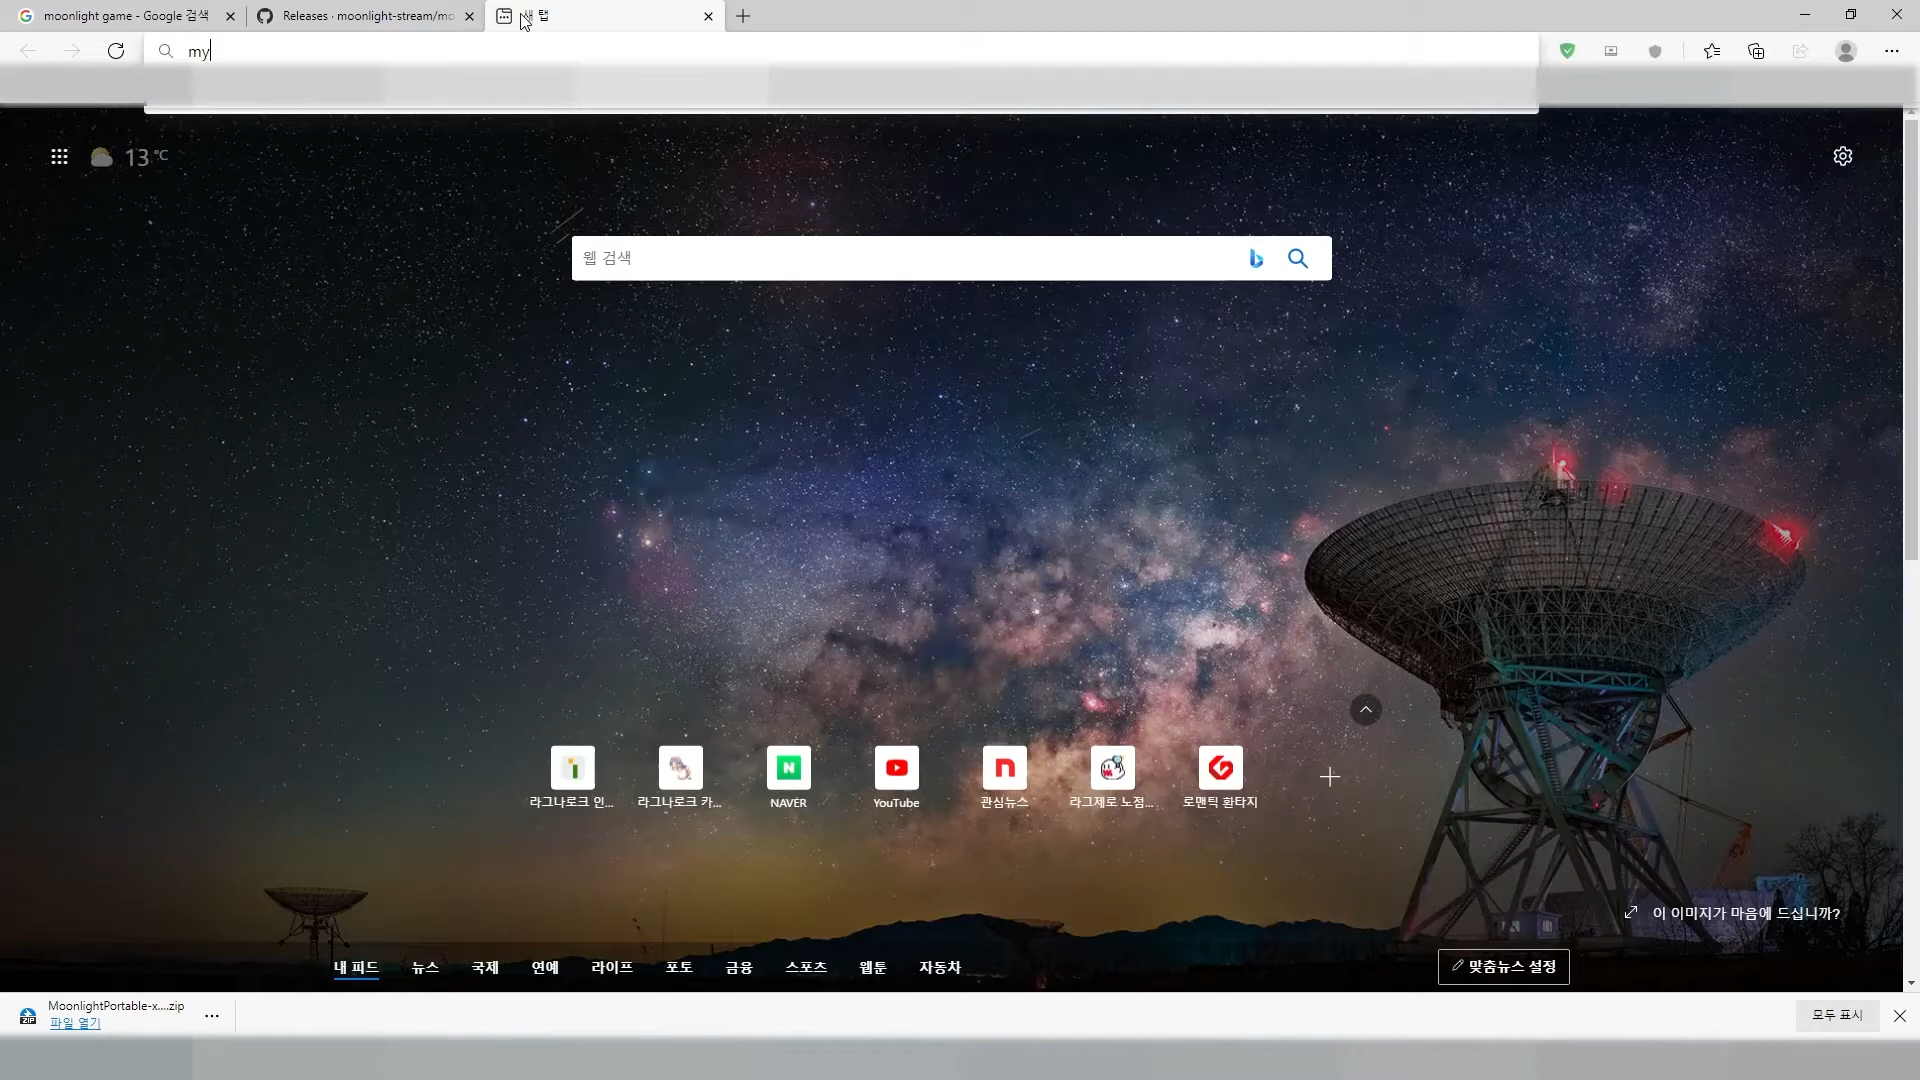 moonlight game - Google 검색
Releases · moonlight-stream/mo
새 탭
my
13 °C
웹 검색
라그나로크 인...
라그나로크 카...
NAVER
YouTube
관심뉴스
라그제로 노점...
로맨틱 환타지
이 이미지가 마음에 드십니까?
내 피드
뉴스
국제
연예
라이프
포토
금융
스포츠
웹툰
자동차
맞춤뉴스 설정
MoonlightPortable-x....zip
파일 열기
모두 표시